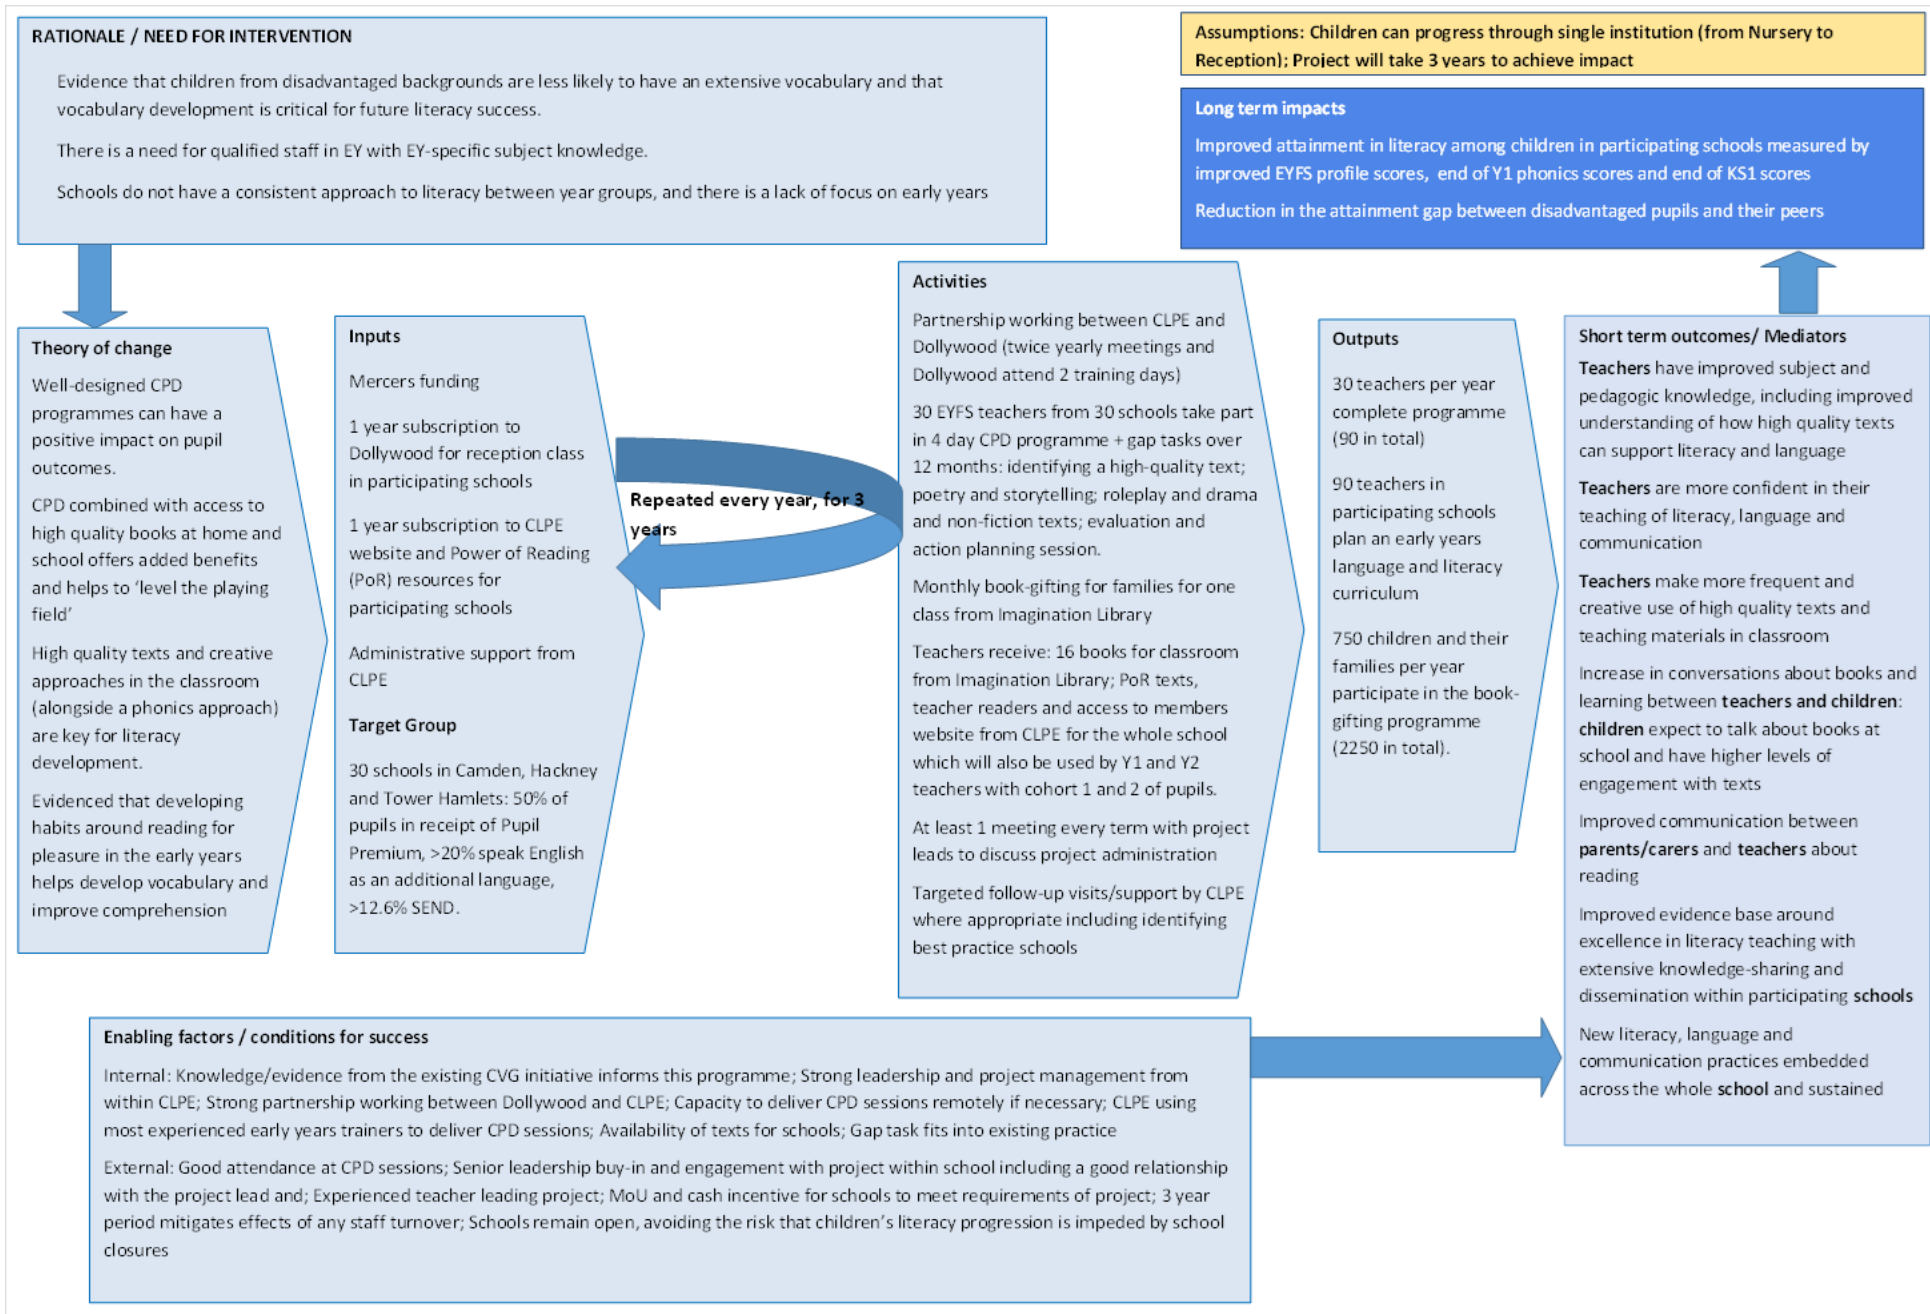 RATIONALE / NEED FOR INTERVENTION
Evidence that children from disadvantaged backgrounds are less likely to have an extensive vocabulary and that
vocabulary development is critical for future literacy success.
There is a need for qualified staff in EY with EY-specific subject knowledge.
Schools do not have a consistent approach to literacy between year groups, and there is a lack of focus on early years
Assumptions: Children can progress through single institution (from Nursery to
Reception); Project will take 3 years to achieve impact
Long term impacts
Improved attainment in literacy among children in participating schools measured by
improved EYFS profile scores, end of Y1 phonics scores and end of KS1 scores
Reduction in the attainment gap between disadvantaged pupils and their peers
Theory of change
Well-designed CPD
programmes can have a
positive impact on pupil
outcomes.
CPD combined with access to
high quality books at home and
school offers added benefits
and helps to ‘level the playing
field’
High quality texts and creative
approaches in the classroom
(alongside a phonics approach)
are key for literacy
development.
Evidenced that developing
habits around reading for
pleasure in the early years
helps develop vocabulary and
improve comprehension
Inputs
Mercers funding
1 year subscription to
Dollywood for reception class
in participating schools
1 year subscription to CLPE
website and Power of Reading
(PoR) resources for
participating schools
Administrative support from
CLPE
Target Group
30 schools in Camden, Hackney
and Tower Hamlets: 50% of
pupils in receipt of Pupil
Premium, >20% speak English
as an additional language,
>12.6% SEND.
Repeated every year, for 3
years
Activities
Partnership working between CLPE and
Dollywood (twice yearly meetings and
Dollywood attend 2 training days)
30 EYFS teachers from 30 schools take part
in 4 day CPD programme + gap tasks over
12 months: identifying a high-quality text;
poetry and storytelling; roleplay and drama
and non-fiction texts; evaluation and
action planning session.
Monthly book-gifting for families for one
class from Imagination Library
Teachers receive: 16 books for classroom
from Imagination Library; PoR texts,
teacher readers and access to members
website from CLPE for the whole school
which will also be used by Y1 and Y2
teachers with cohort 1 and 2 of pupils.
At least 1 meeting every term with project
leads to discuss project administration
Targeted follow-up visits/support by CLPE
where appropriate including identifying
best practice schools
Outputs
30 teachers per year
complete programme
(90 in total)
90 teachers in
participating schools
plan an early years
language and literacy
curriculum
750 children and their
families per year
participate in the book-
gifting programme
(2250 in total).
Short term outcomes/ Mediators
Teachers have improved subject and
pedagogic knowledge, including improved
understanding of how high quality texts
can support literacy and language
Teachers are more confident in their
teaching of literacy, language and
communication
Teachers make more frequent and
creative use of high quality texts and
teaching materials in classroom
Increase in conversations about books and
learning between teachers and children:
children expect to talk about books at
school and have higher levels of
engagement with texts
Improved communication between
parents/carers and teachers about
reading
Improved evidence base around
excellence in literacy teaching with
extensive knowledge-sharing and
dissemination within participating schools
New literacy, language and
communication practices embedded
across the whole school and sustained
Enabling factors / conditions for success
Internal: Knowledge/evidence from the existing CVG initiative informs this programme; Strong leadership and project management from
within CLPE; Strong partnership working between Dollywood and CLPE; Capacity to deliver CPD sessions remotely if necessary; CLPE using
most experienced early years trainers to deliver CPD sessions; Availability of texts for schools; Gap task fits into existing practice
External: Good attendance at CPD sessions; Senior leadership buy-in and engagement with project within school including a good relationship
with the project lead and; Experienced teacher leading project; MoU and cash incentive for schools to meet requirements of project; 3 year
period mitigates effects of any staff turnover; Schools remain open, avoiding the risk that children’s literacy progression is impeded by school
closures